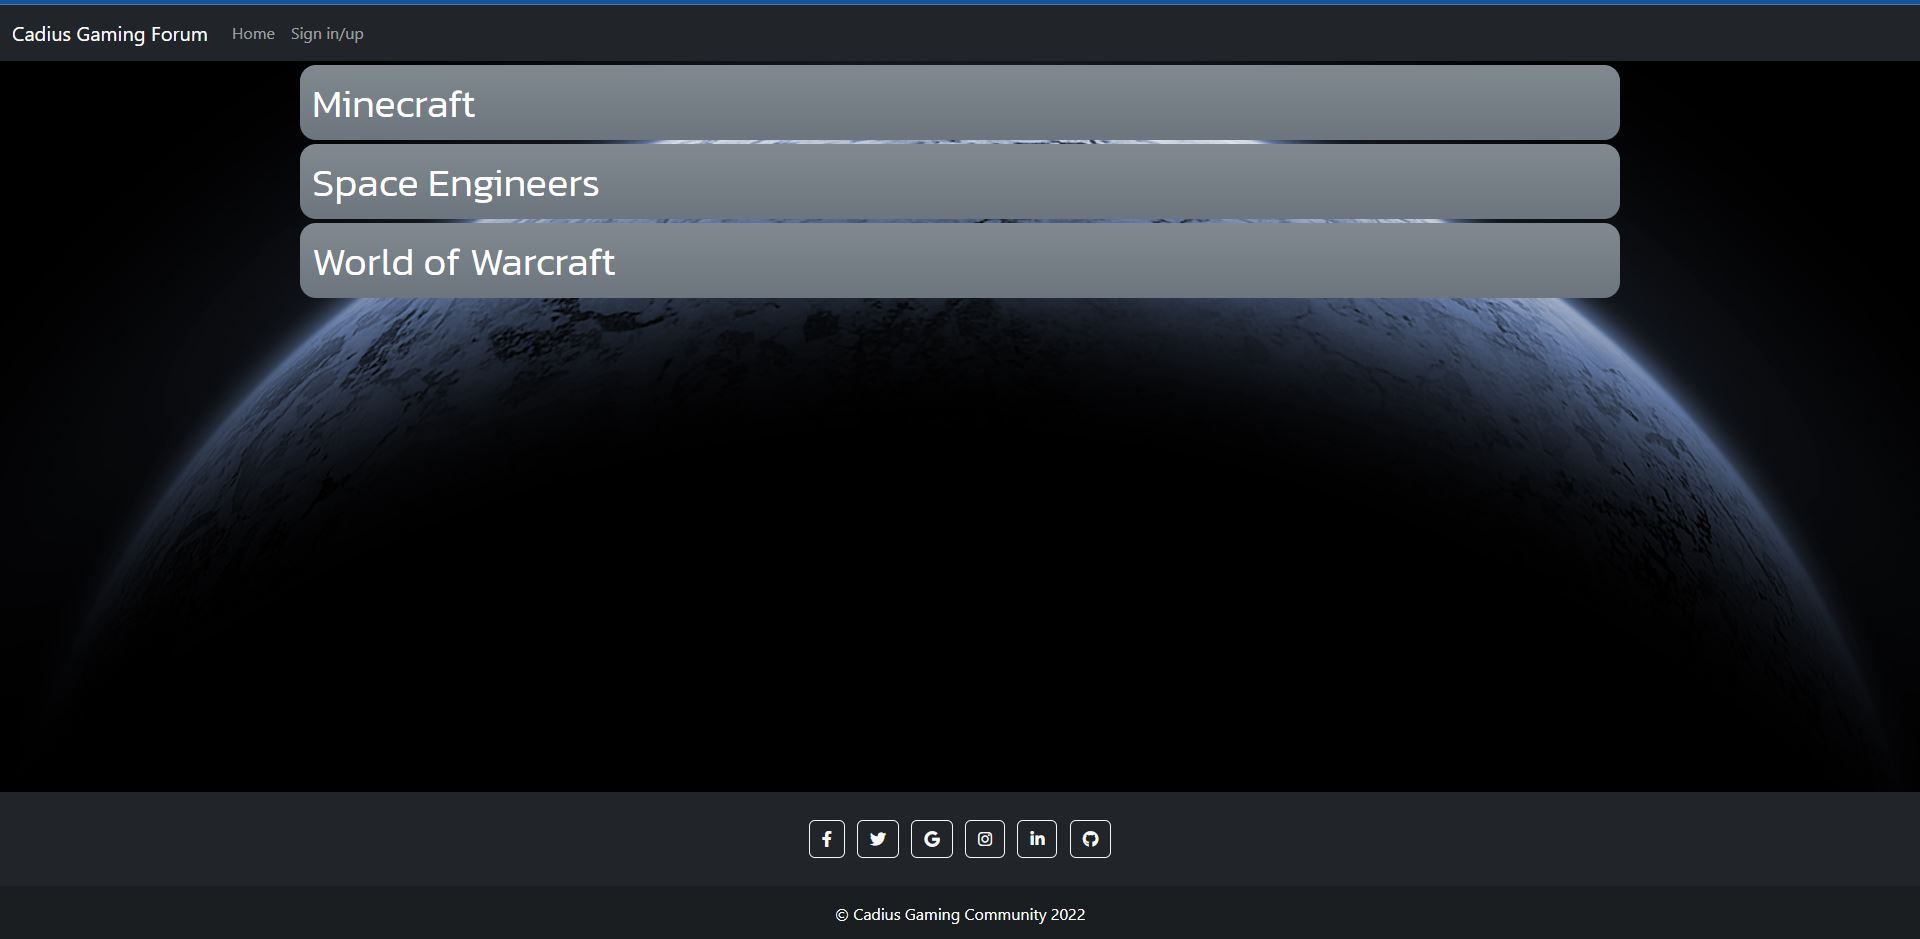 Cadius Gaming Forum Home Sign in/up
Minecraft
Space Engineers
World of Warcraft
© Cadius Gaming Community 2022